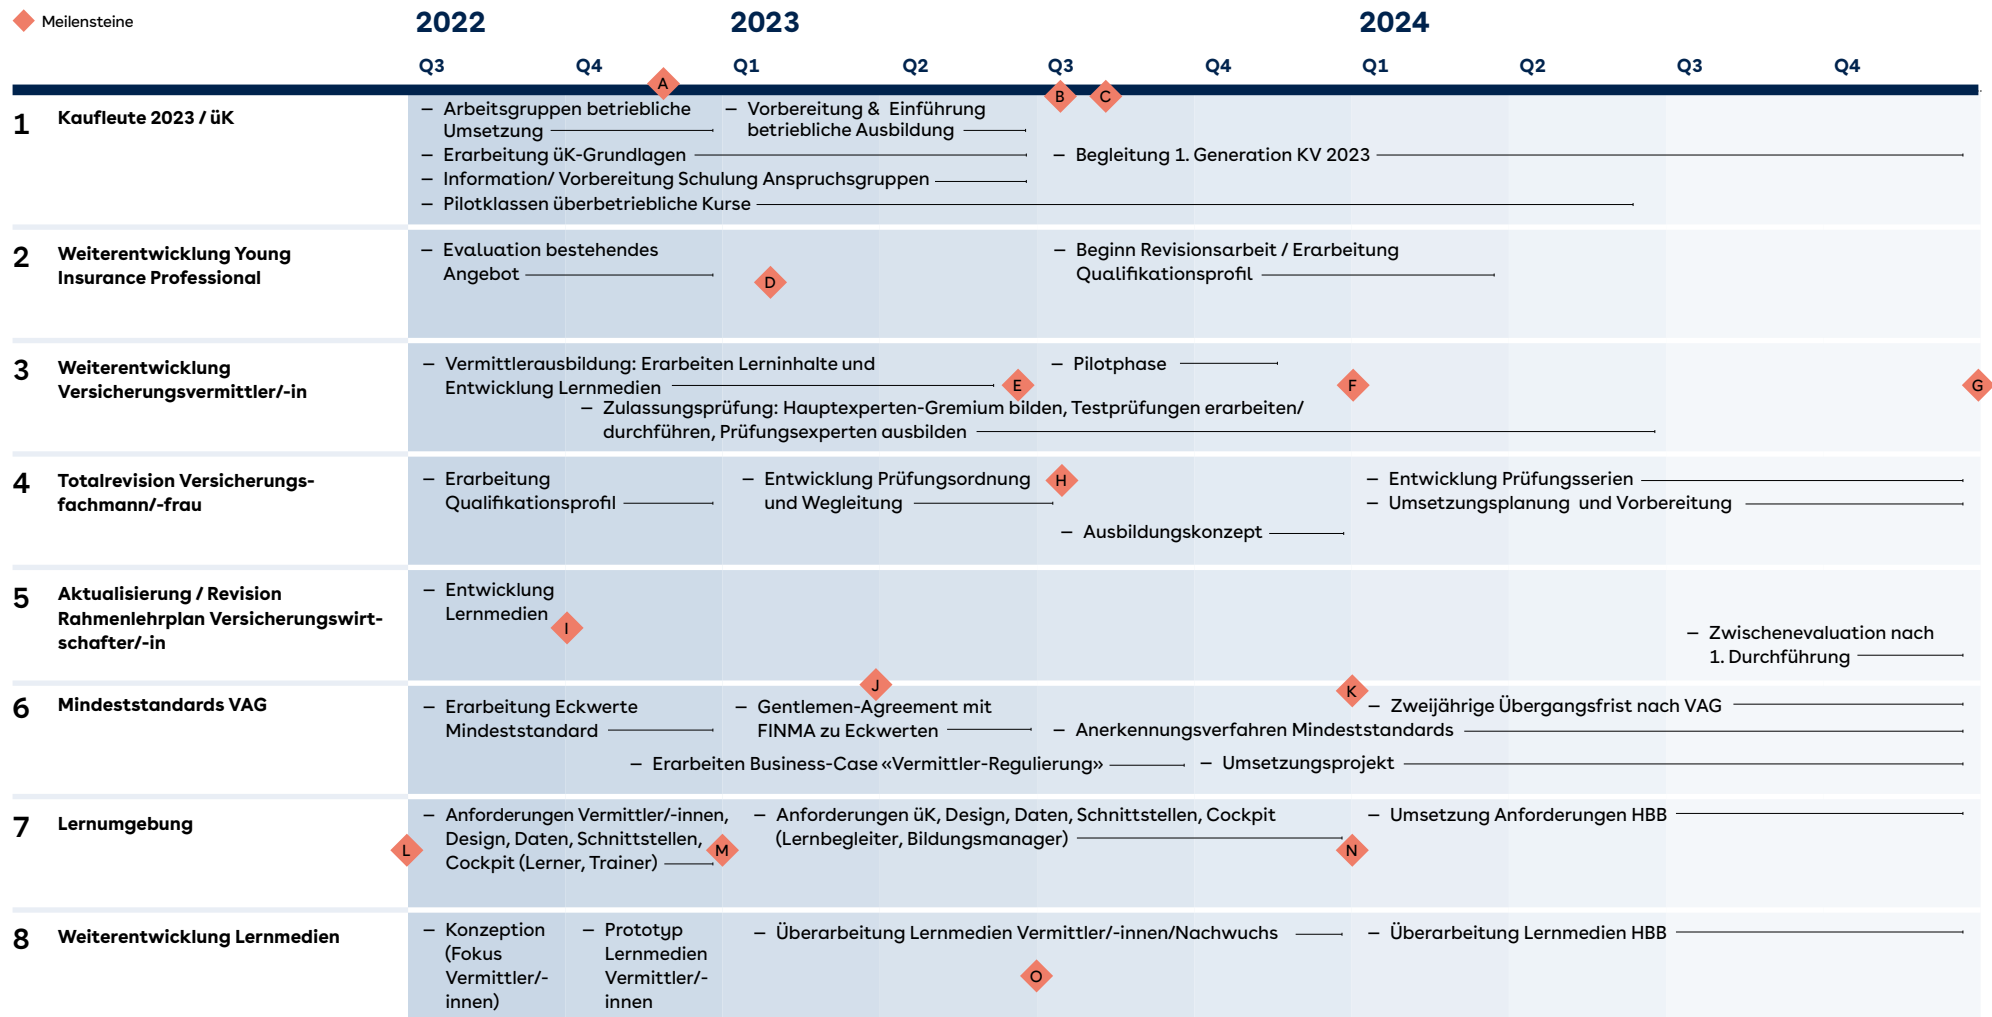 Meilensteine
2022 2023 2024
Q3 Q4 Q1 Q2 Q3 Q4 Q1 Q2 Q3 Q4
A
B C
1 Kaufleute 2023 / üK
– Arbeitsgruppen betriebliche
Umsetzung
– Vorbereitung & Einführung
betriebliche Ausbildung
– Erarbeitung üK-Grundlagen
– Begleitung 1. Generation KV 2023
– Information/ Vorbereitung Schulung Anspruchsgruppen
– Pilotklassen überbetriebliche Kurse
2 Weiterentwicklung Young
Insurance Professional
– Evaluation bestehendes
Angebot
D
– Beginn Revisionsarbeit / Erarbeitung
Qualifikationsprofil
3 Weiterentwicklung
Versicherungsvermittler/-in
– Vermittlerausbildung: Erarbeiten Lerninhalte und
Entwicklung Lernmedien
E
– Pilotphase
F
G
– Zulassungsprüfung: Hauptexperten-Gremium bilden, Testprüfungen erarbeiten/
durchführen, Prüfungsexperten ausbilden
4 Totalrevision Versicherungs-
fachmann/-frau
– Erarbeitung
Qualifikationsprofil
– Entwicklung Prüfungsordnung
und Wegleitung
H
– Ausbildungskonzept
– Entwicklung Prüfungsserien
– Umsetzungsplanung und Vorbereitung
5 Aktualisierung / Revision
Rahmenlehrplan Versicherungswirt-
schafter/-in
– Entwicklung
Lernmedien
I
– Zwischenevaluation nach
1. Durchführung
6 Mindeststandards VAG
– Erarbeitung Eckwerte
Mindeststandard
J
– Gentlemen-Agreement mit
FINMA zu Eckwerten
K
– Zweijährige Übergangsfrist nach VAG
– Anerkennungsverfahren Mindeststandards
– Erarbeiten Business-Case «Vermittler-Regulierung»
– Umsetzungsprojekt
7 Lernumgebung
L
– Anforderungen Vermittler/-innen,
Design, Daten, Schnittstellen,
Cockpit (Lerner, Trainer)
M
– Anforderungen üK, Design, Daten, Schnittstellen, Cockpit
(Lernbegleiter, Bildungsmanager)
N
– Umsetzung Anforderungen HBB
8 Weiterentwicklung Lernmedien
– Konzeption
(Fokus
Vermittler/-
innen)
– Prototyp
Lernmedien
Vermittler/-
innen
– Überarbeitung Lernmedien Vermittler/-innen/Nachwuchs
O
– Überarbeitung Lernmedien HBB